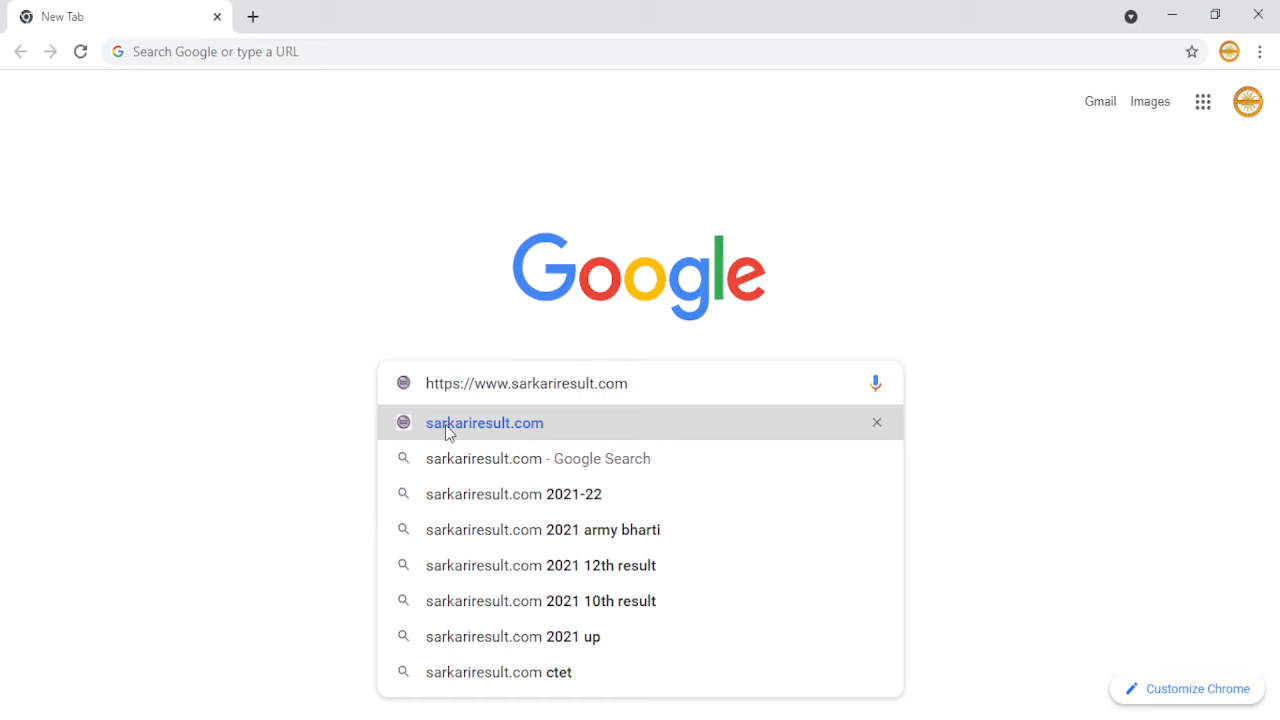 New Tab
Search Google or type a URL
Gmail Images
Google
https://www.sarkariresult.com
sarkariresult.com
sarkariresult.com - Google Search
sarkariresult.com 2021-22
sarkariresult.com 2021 army bharti
sarkariresult.com 2021 12th result
sarkariresult.com 2021 10th result
sarkariresult.com 2021 up
sarkariresult.com ctet
Customize Chrome